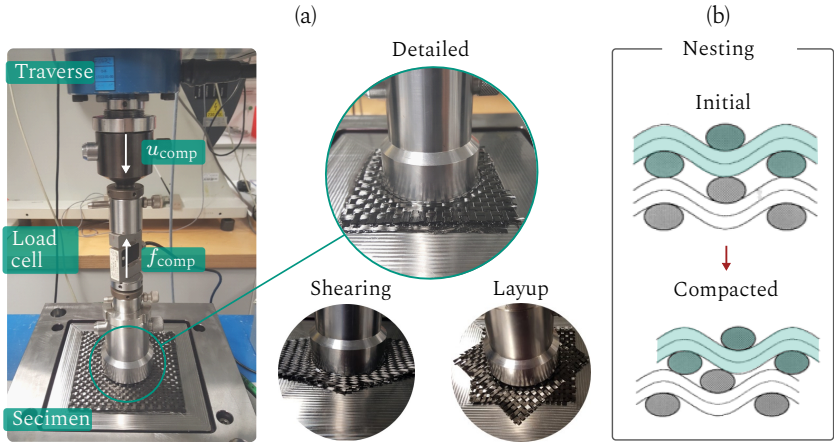 (a)
Traverse
u_comp
Load
cell
f_comp
Secimen
Detailed
Shearing
Layup
(b)
Nesting
Initial
Compacted